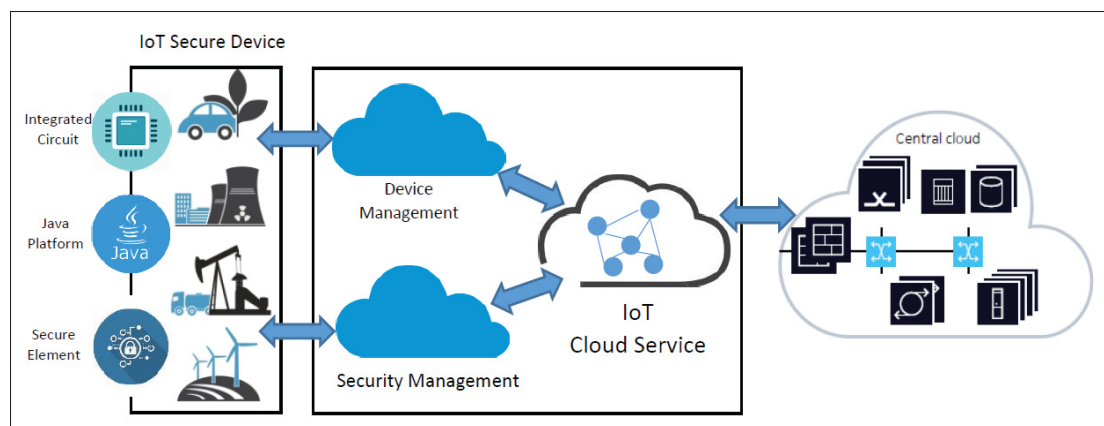 IoT Secure Device
Integrated
Circuit
Java
Platform
Java
Secure
Element
Device
Management
Security Management
IoT
Cloud Service
Central cloud